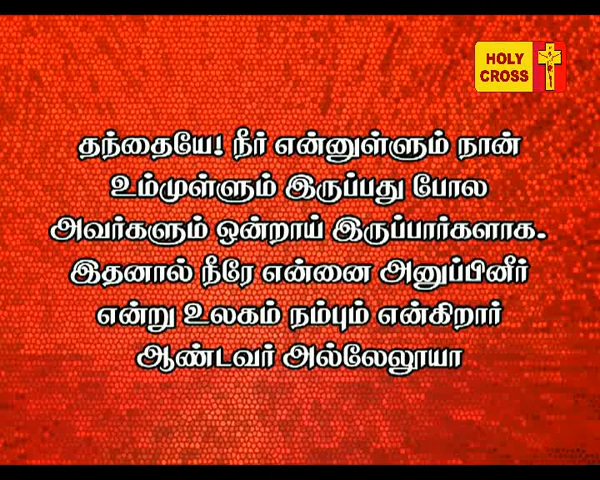 HOLY
CROSS
தந்தையே! நீர் என்னுள்ளும் நான்
உம்முள்ளும் இருப்பது போல
அவர்களும் ஒன்றாய் இருப்பார்களாக.
இதனால் நீரே என்னை அனுப்பினீர்
என்று உலகம் நம்பும் என்கிறார்
ஆண்டவர் அல்லேலூயா